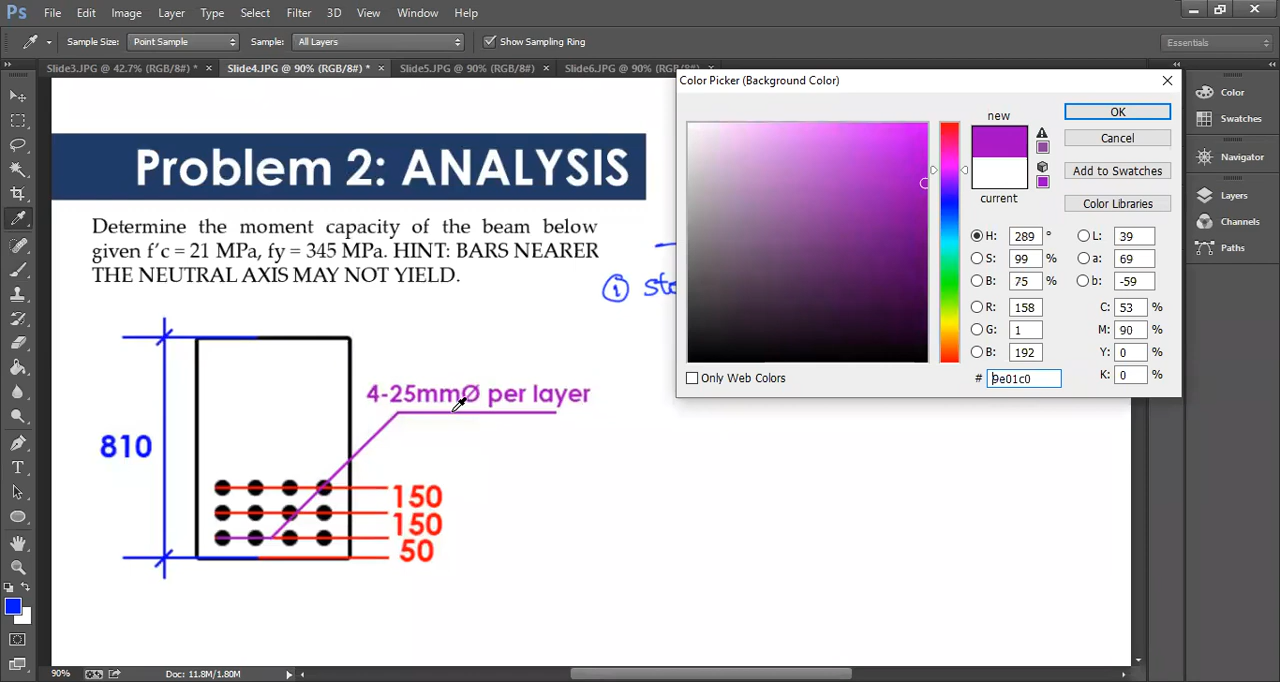 Ps File Edit Image Layer Type Select Filter 3D View Window Help
Sample Size: Point Sample Sample: All Layers Show Sampling Ring Essentials
Slide3.JPG @ 42.7% (RGB/8#) * × Slide4.JPG @ 90% (RGB/8#) * × Slide5.JPG @ 90% (RGB/8#) × Slide6.JPG @ 90% (RGB/8#)
Problem 2: ANALYSIS
Determine the moment capacity of the beam below
given f'c = 21 MPa, fy = 345 MPa. HINT: BARS NEARER
THE NEUTRAL AXIS MAY NOT YIELD.
4-25mmØ per layer
810
150
150
50
Color Picker (Background Color)
new
current
OK
Cancel
Add to Swatches
Color Libraries
H: 289 ° L: 39
S: 99 % a: 69
B: 75 % b: -59
R: 158 C: 53 %
G: 1 M: 90 %
B: 192 Y: 0 %
# 9e01c0 K: 0 %
Only Web Colors
Color
Swatches
Navigator
Layers
Channels
Paths
90% Doc: 11.8M/1.80M